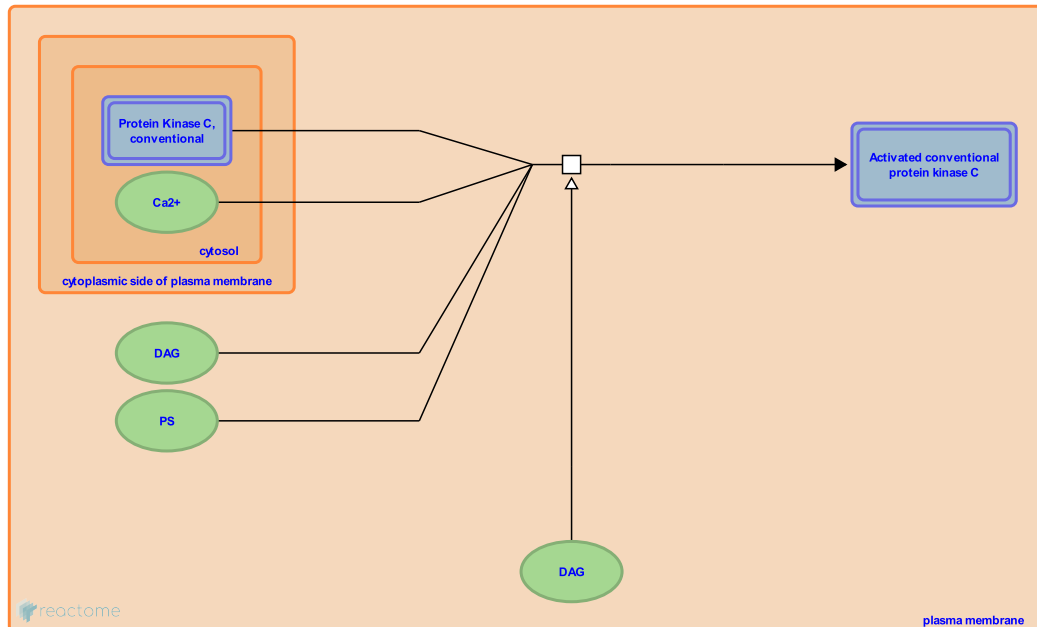 Protein Kinase C,
conventional
Activated conventional
protein kinase C
Ca2+
cytosol
cytoplasmic side of plasma membrane
DAG
PS
DAG
reactome
plasma membrane